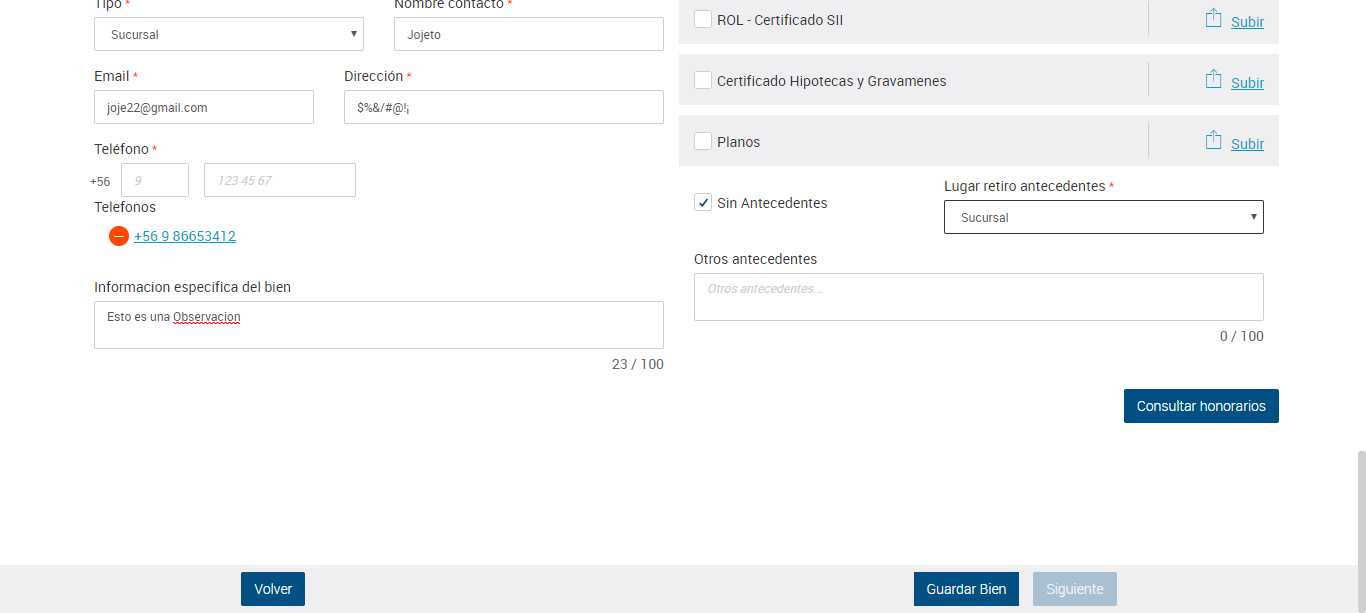 Tipo *
Sucursal
Nombre contacto *
Jojeto
Email *
joje22@gmail.com
Dirección *
$%&/#@!¡
Teléfono *
+56
9
123 45 67
Telefonos
+56 9 86653412
Informacion especifica del bien
Esto es una Observacion
23 / 100
ROL - Certificado SII
Subir
Certificado Hipotecas y Gravamenes
Subir
Planos
Subir
Sin Antecedentes
Lugar retiro antecedentes *
Sucursal
Otros antecedentes
Otros antecedentes...
0 / 100
Consultar honorarios
Volver
Guardar Bien
Siguiente